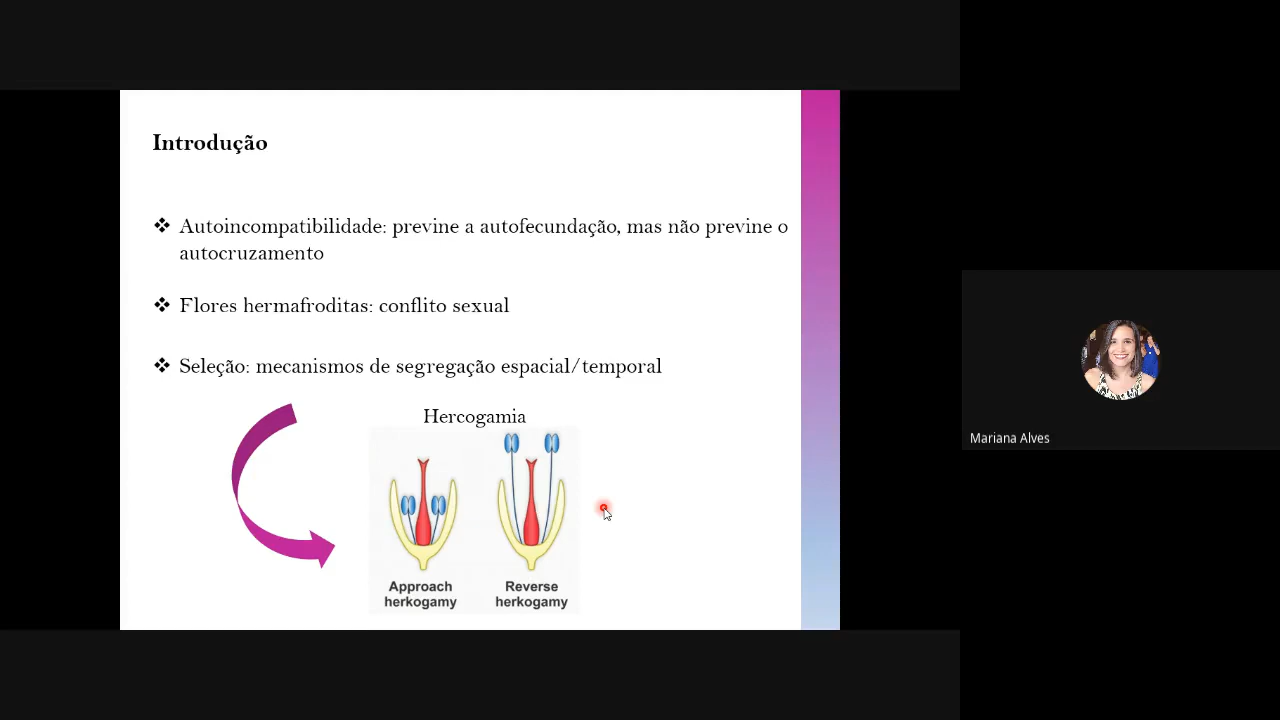 Introdução
❖ Autoincompatibilidade: previne a autofecundação, mas não previne o
autocruzamento
❖ Flores hermafroditas: conflito sexual
❖ Seleção: mecanismos de segregação espacial/temporal
Hercogamia
Approach
herkogamy
Reverse
herkogamy
Mariana Alves